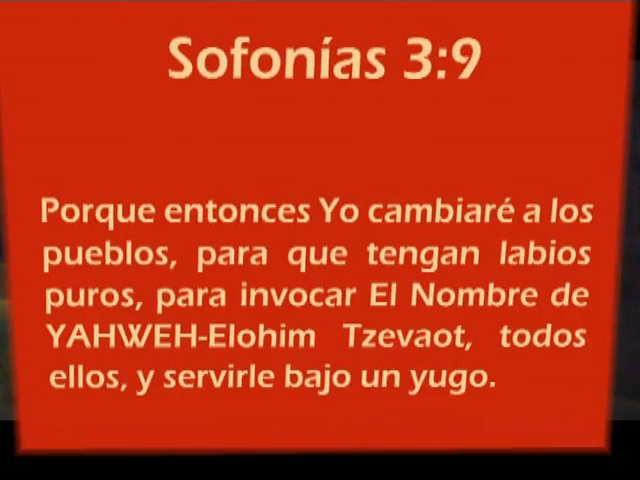 Sofonías 3:9
Porque entonces Yo cambiaré a los
pueblos, para que tengan labios
puros, para invocar El Nombre de
YAHWEH-Elohim Tzevaot, todos
ellos, y servirle bajo un yugo.